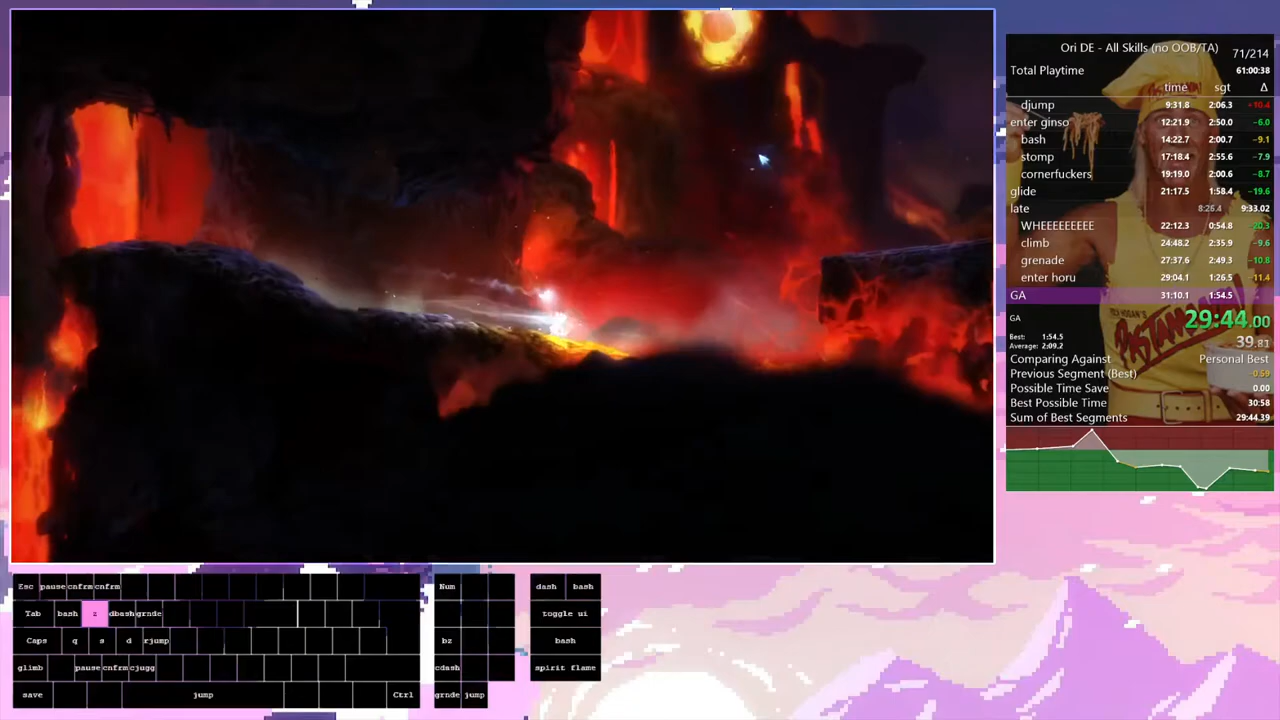 Ori DE - All Skills (no OOB/TA)
71/214
Total Playtime 61:00:38
time sgt Δ
djump 9:31.8 2:06.3 +10.4
enter ginso 12:21.9 2:50.0 −6.0
bash 14:22.7 2:00.7 −9.1
stomp 17:18.4 2:55.6 −7.9
cornerfuckers 19:19.0 2:00.6 −8.7
glide 21:17.5 1:58.4 −19.6
late 8:26.4 9:33.02
WHEEEEEEEEE 22:12.3 0:54.8 −20.3
climb 24:48.2 2:35.9 −9.6
grenade 27:37.6 2:49.3 −10.8
enter horu 29:04.1 1:26.5 −11.4
GA 31:10.1 1:54.5
GA 29:44.00
Best: 1:54.5 39.81
Average: 2:09.2
Comparing Against Personal Best
Previous Segment (Best) −0.59
Possible Time Save 0.00
Best Possible Time 30:58
Sum of Best Segments 29:44.39
Esc pause cnfrm cnfrm Num dash bash
Tab bash z dbash grnde toggle ui
Caps q s d rjump bz bash
glimb pause cnfrm cjugg cdash spirit flame
save jump Ctrl grnde jump